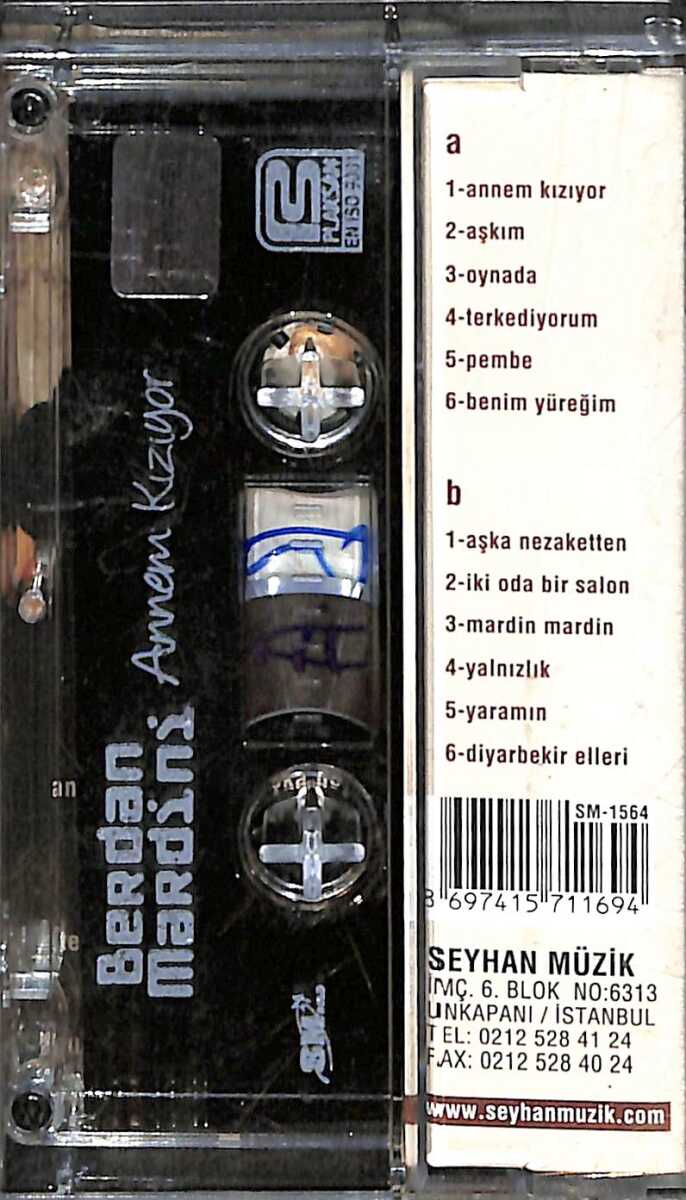 PLAKSAN
EN ISO 9001
Berdan
Mardini
Annem Kızıyor
an
a
1-annem kızıyor
2-aşkım
3-oynada
4-terkediyorum
5-pembe
6-benim yüreğim
b
1-aşka nezaketten
2-iki oda bir salon
3-mardin mardin
4-yalnızlık
5-yaramın
6-diyarbekir elleri
SM-1564
8 697415 711694
SEYHAN MÜZİK
İMÇ. 6. BLOK NO:6313
UNKAPANI / İSTANBUL
TEL: 0212 528 41 24
FAX: 0212 528 40 24
www.seyhanmuzik.com